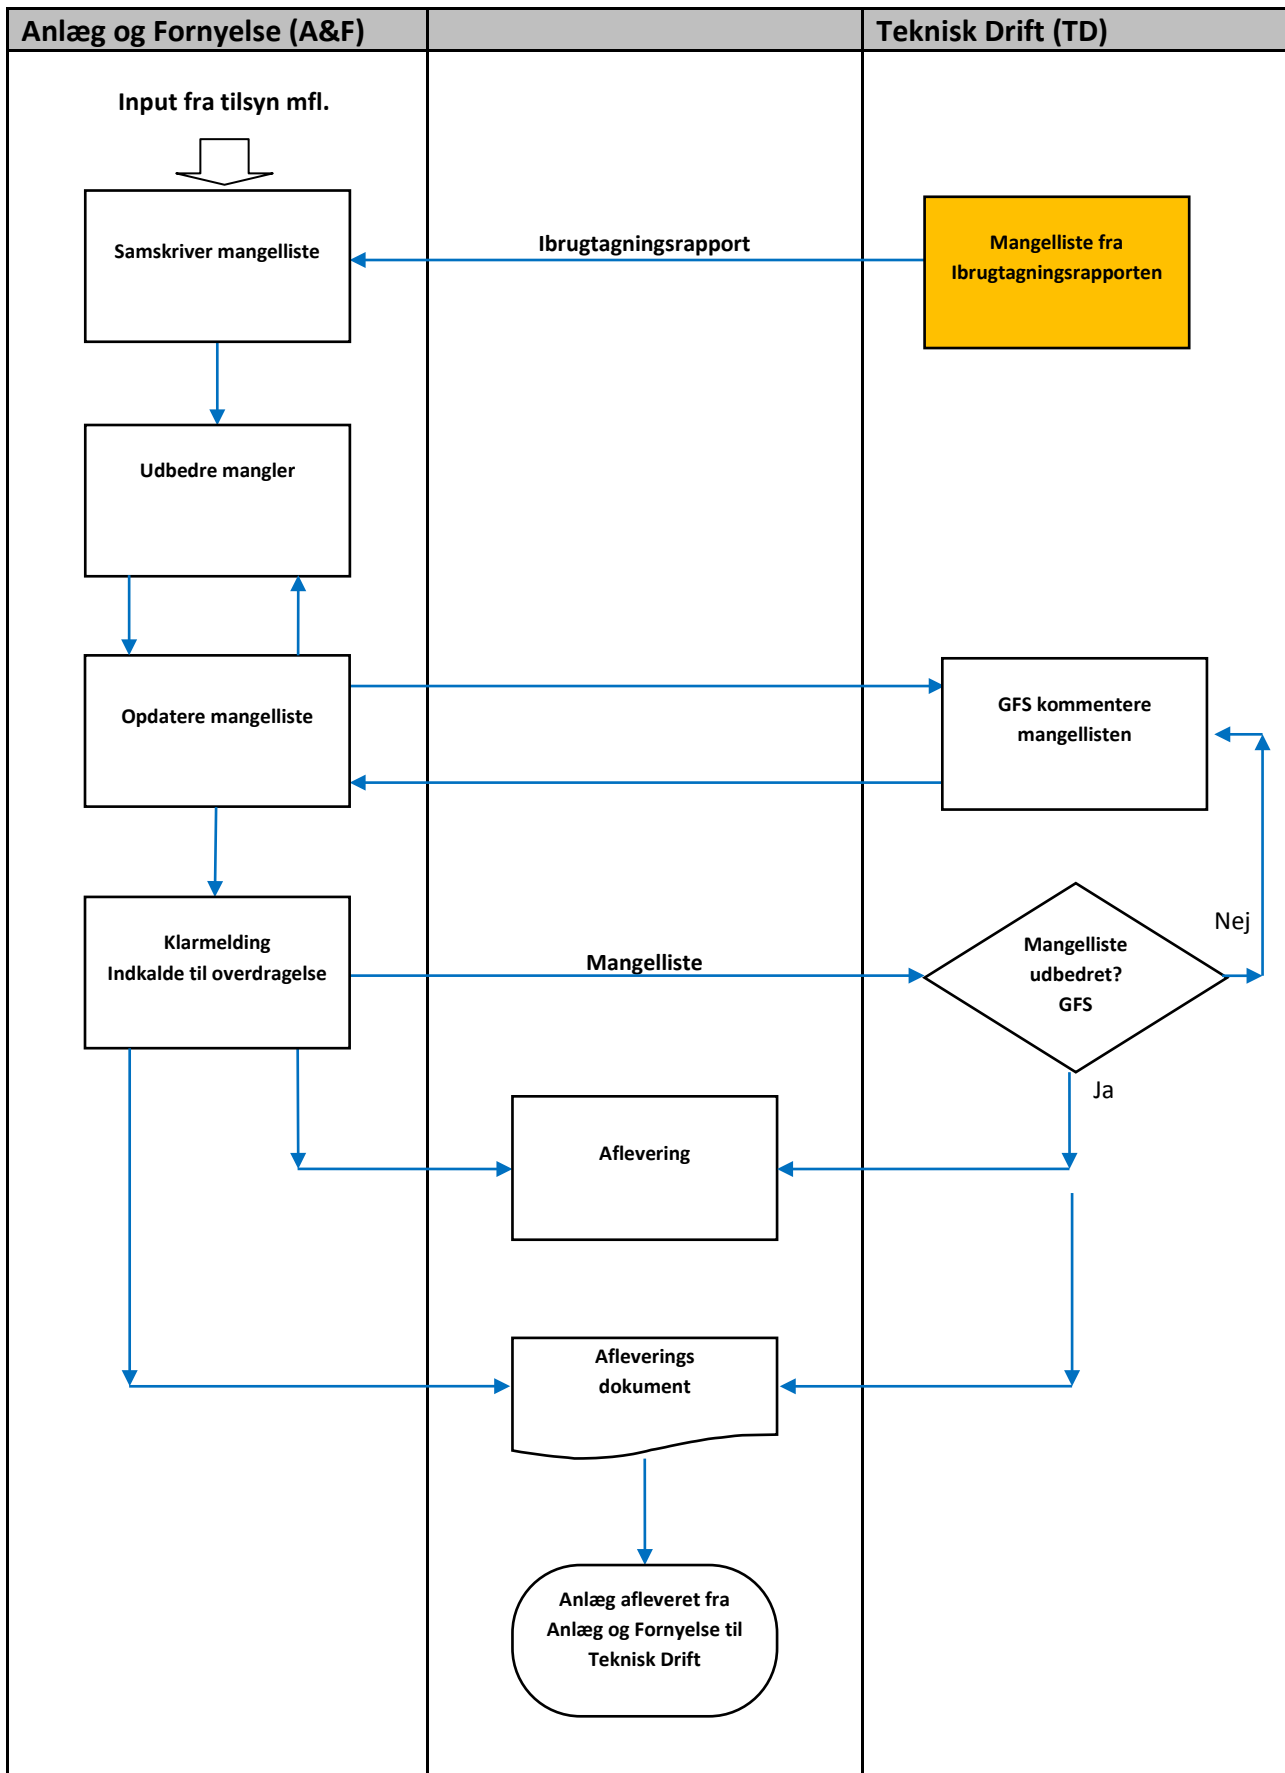 Anlæg og Fornyelse (A&F)
Teknisk Drift (TD)
Input fra tilsyn mfl.
Samskriver mangelliste
Ibrugtagningsrapport
Mangelliste fra
Ibrugtagningsrapporten
Udbedre mangler
Opdatere mangelliste
GFS kommentere
mangellisten
Klarmelding
Indkalde til overdragelse
Mangelliste
Mangelliste
udbedret?
GFS
Nej
Ja
Aflevering
Afleverings
dokument
Anlæg afleveret fra
Anlæg og Fornyelse til
Teknisk Drift